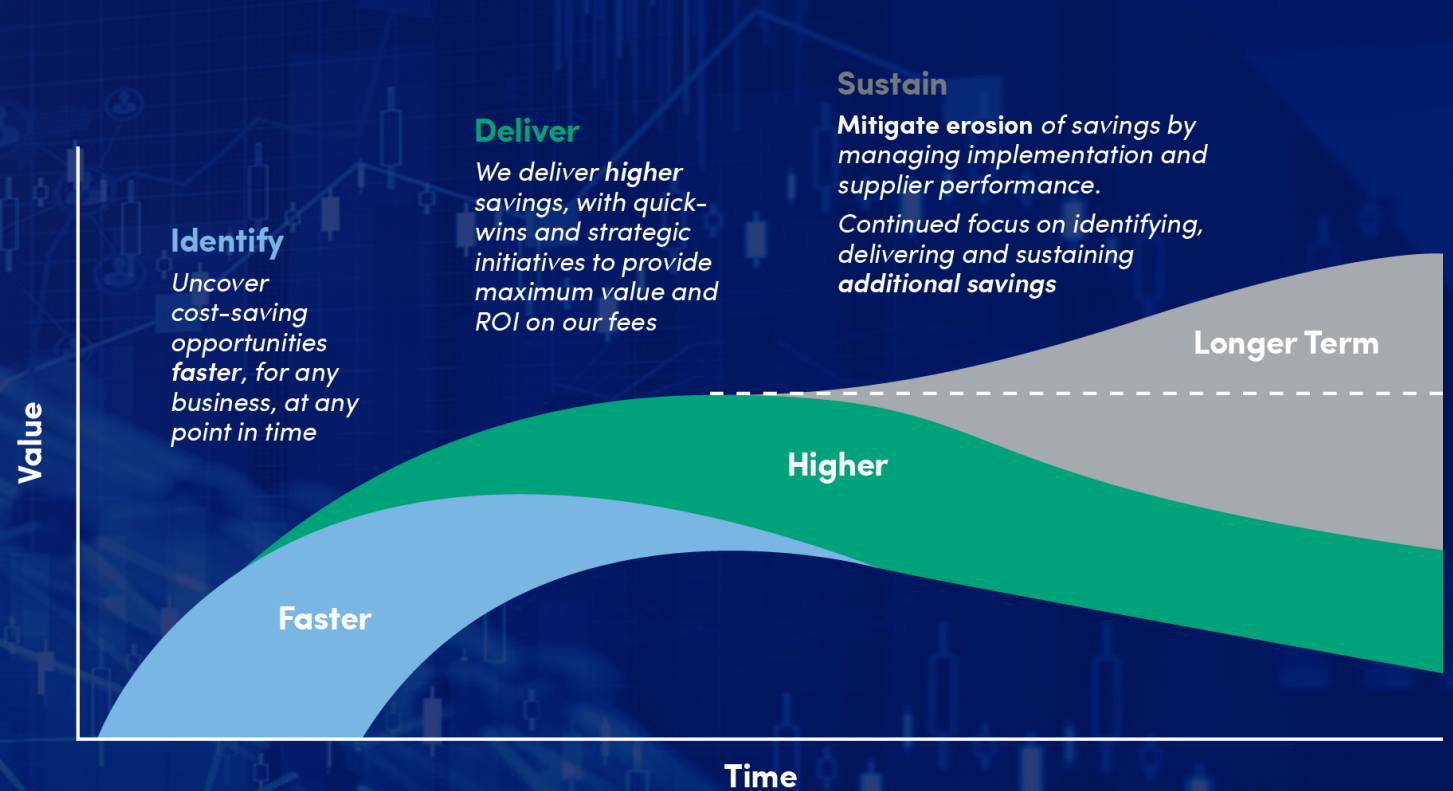 Sustain
Mitigate erosion of savings by
managing implementation and
supplier performance.
Continued focus on identifying,
delivering and sustaining
additional savings
Deliver
We deliver higher
savings, with quick-
wins and strategic
initiatives to provide
maximum value and
ROI on our fees
Identify
Uncover
cost-saving
opportunities
faster, for any
business, at any
point in time
Longer Term
Higher
Faster
Value
Time